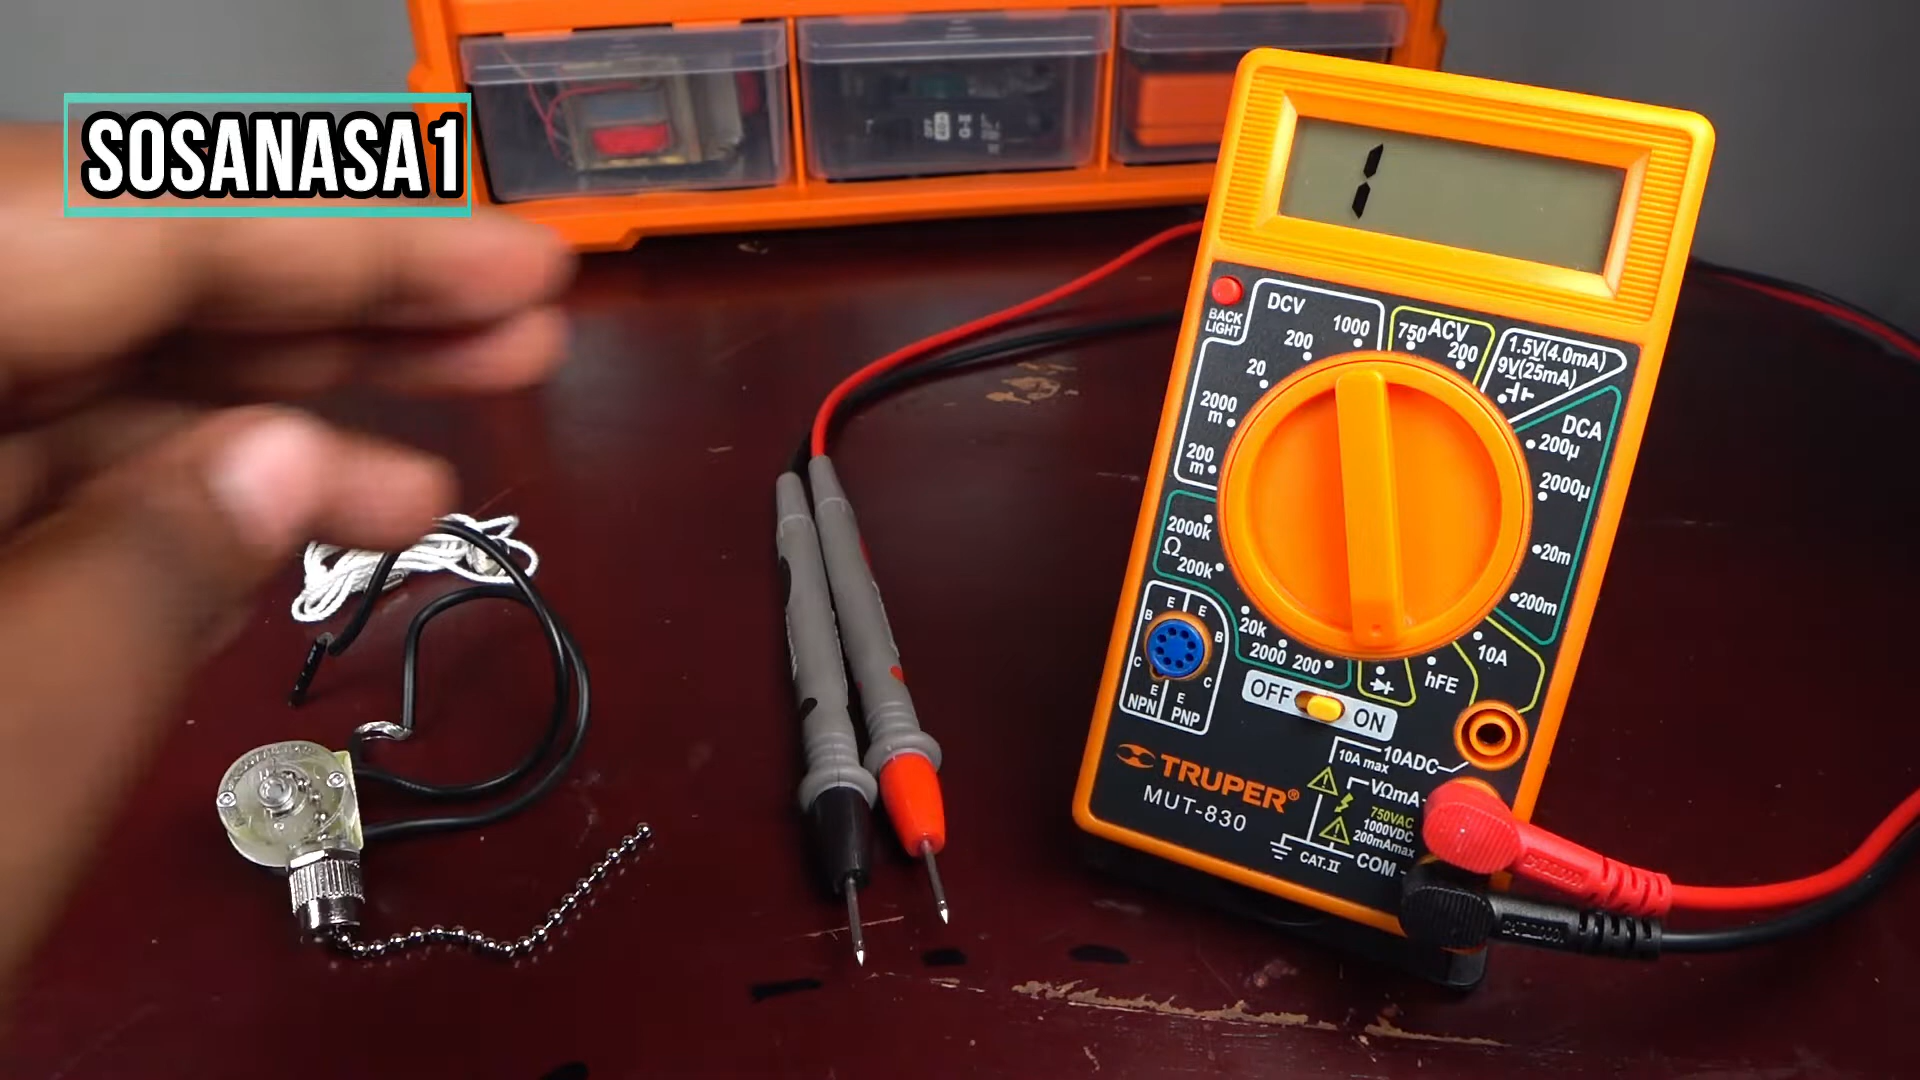 SOSANASA1
1
BACK
LIGHT
DCV
200
1000
20
2000
m
200
m
750 ACV
200
1.5V(4.0mA)
9V(25mA)
DCA
200µ
2000µ
20m
200m
10A
hFE
2000k
Ω
200k
20k
2000 200
E E
B B
C C
E E
NPN PNP
OFF ON
TRUPER®
MUT-830
10A max
10ADC
VΩmA
750VAC
1000VDC
200mAmax
CAT.II
COM